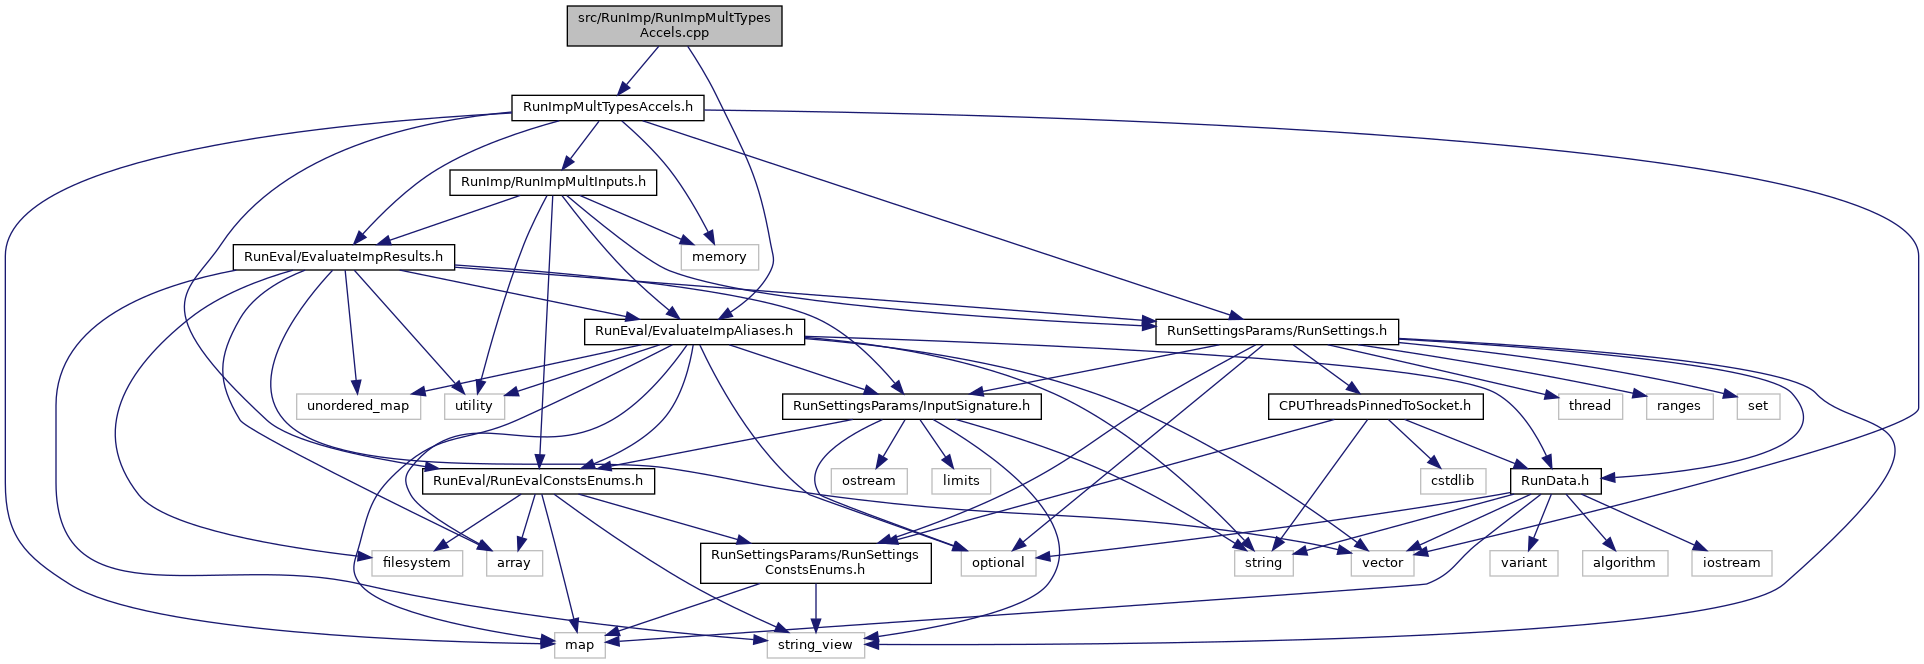 src/RunImp/RunImpMultTypes
Accels.cpp
RunImpMultTypesAccels.h
RunImp/RunImpMultInputs.h
RunEval/EvaluateImpResults.h
memory
RunEval/EvaluateImpAliases.h
RunSettingsParams/RunSettings.h
unordered_map
utility
RunSettingsParams/InputSignature.h
CPUThreadsPinnedToSocket.h
thread
ranges
set
RunEval/RunEvalConstsEnums.h
ostream
limits
cstdlib
RunData.h
filesystem
array
RunSettingsParams/RunSettings
ConstsEnums.h
optional
string
vector
variant
algorithm
iostream
map
string_view